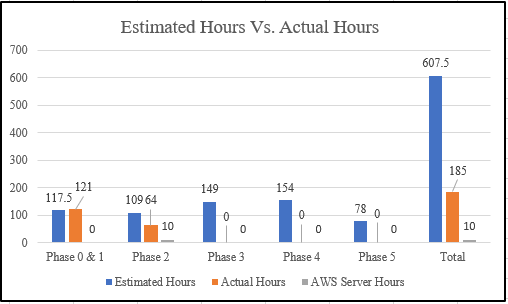 Estimated Hours Vs. Actual Hours
700
600
500
400
300
200
100
0
117.5 121 0
109 64 10
149 0 0
154 0 0
78 0 0
607.5 185 10
Phase 0 & 1 Phase 2 Phase 3 Phase 4 Phase 5 Total
Estimated Hours Actual Hours AWS Server Hours